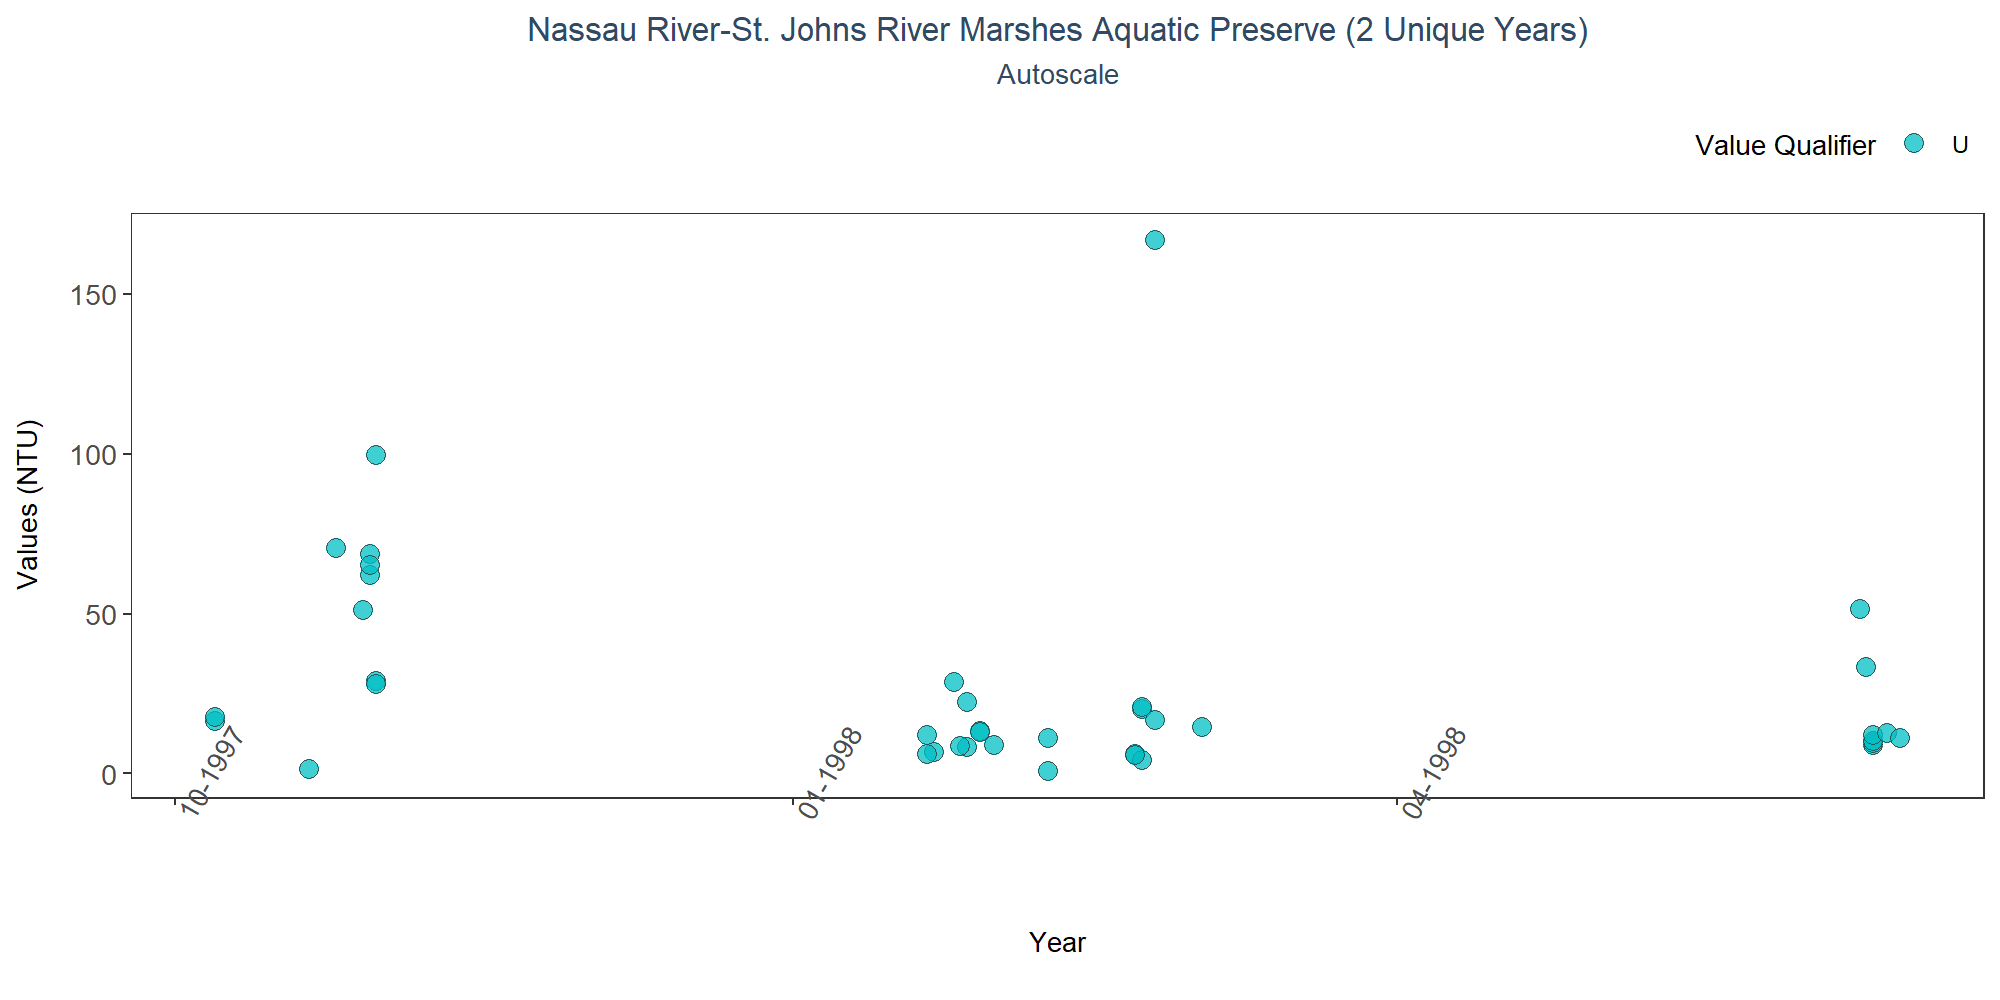 Nassau River-St. Johns River Marshes Aquatic Preserve (2 Unique Years)
Autoscale
Value Qualifier U
150
100
50
0
Values (NTU)
10-1997
01-1998
04-1998
Year